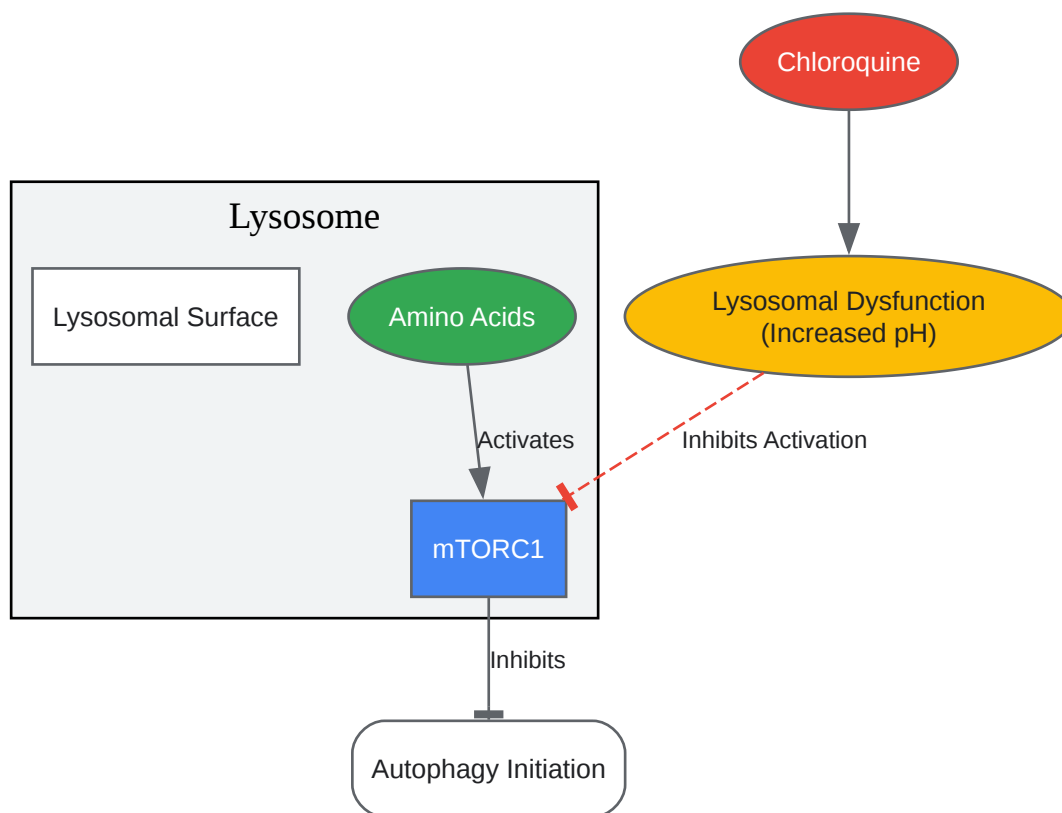 Chloroquine
Lysosome
Lysosomal Surface
Amino Acids
Lysosomal Dysfunction
(Increased pH)
Activates
Inhibits Activation
mTORC1
Inhibits
Autophagy Initiation